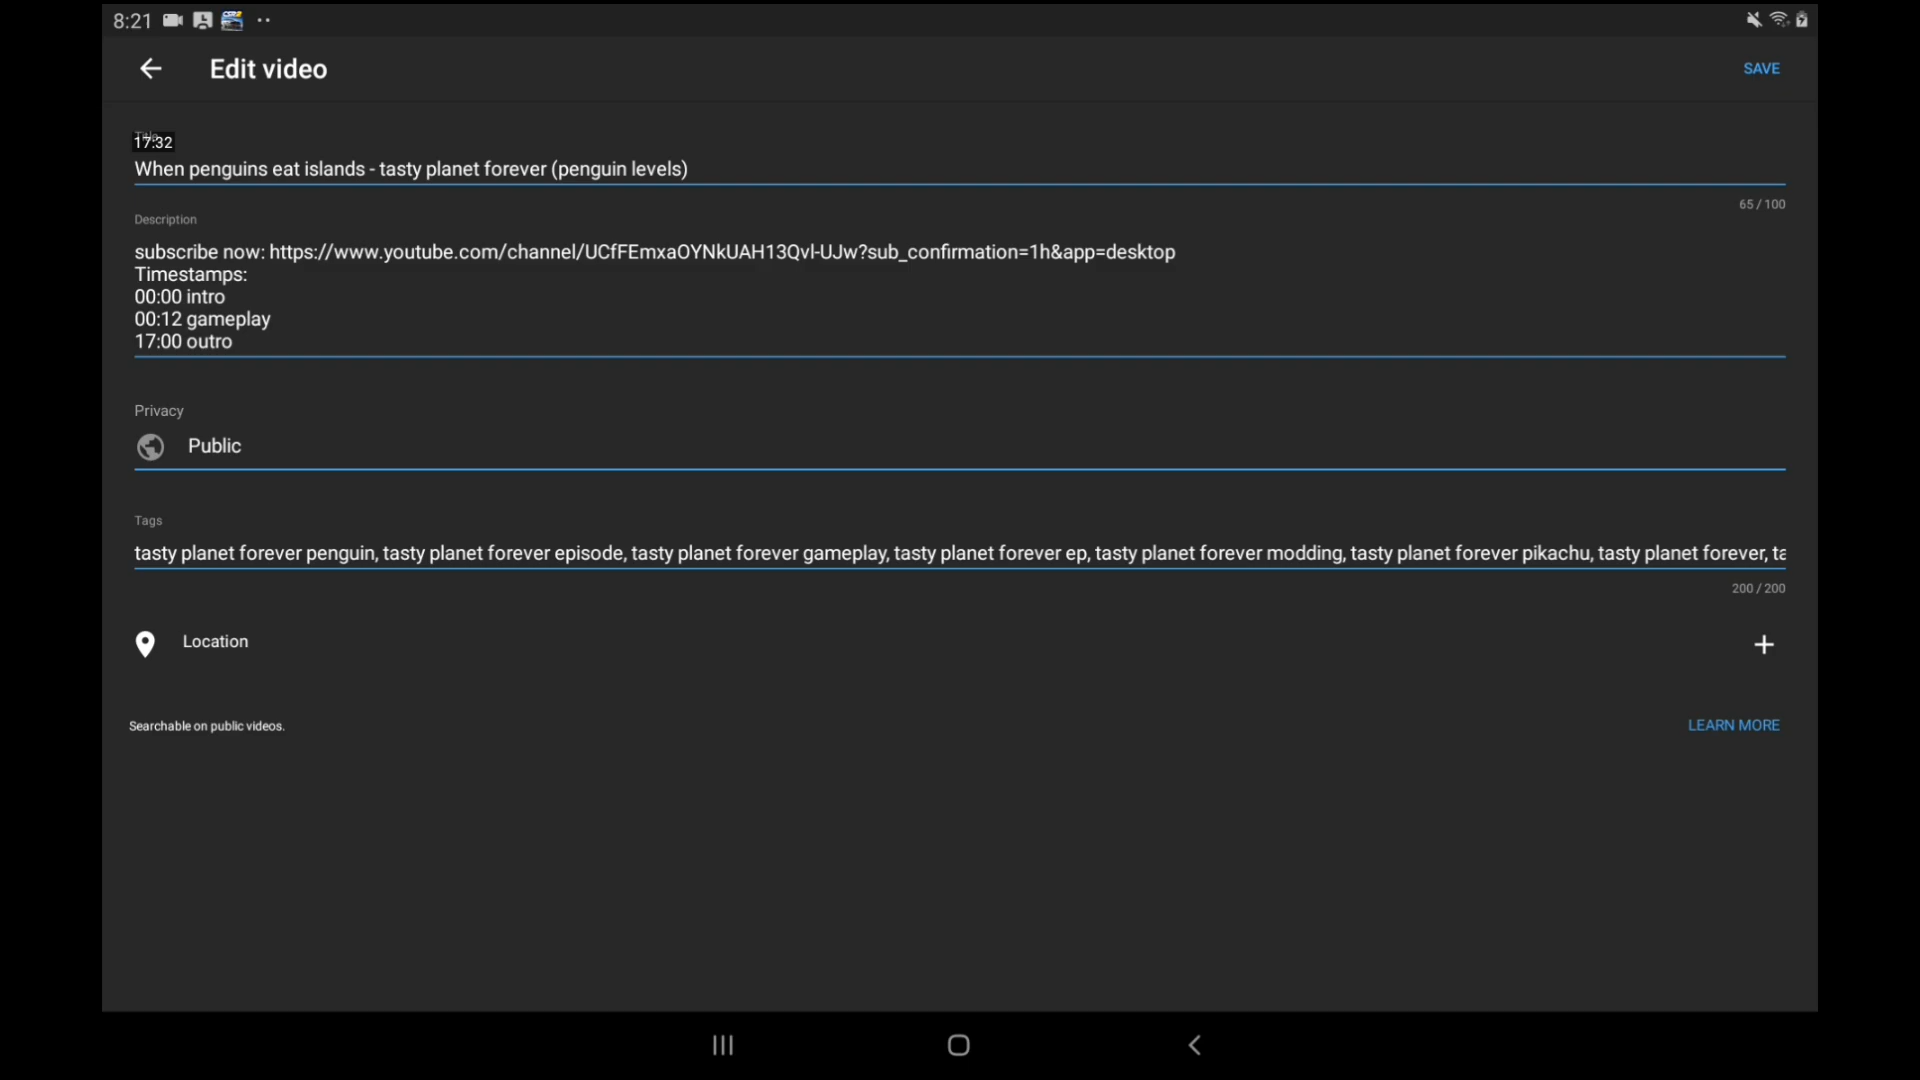 8:21
Edit video
SAVE
Title
17:32
When penguins eat islands - tasty planet forever (penguin levels)
65 / 100
Description
subscribe now: https://www.youtube.com/channel/UCfFEmxaOYNkUAH13Qvl-UJw?sub_confirmation=1h&app=desktop
Timestamps:
00:00 intro
00:12 gameplay
17:00 outro
Privacy
Public
Tags
tasty planet forever penguin, tasty planet forever episode, tasty planet forever gameplay, tasty planet forever ep, tasty planet forever modding, tasty planet forever pikachu, tasty planet forever, ta
200 / 200
Location
Searchable on public videos.
LEARN MORE